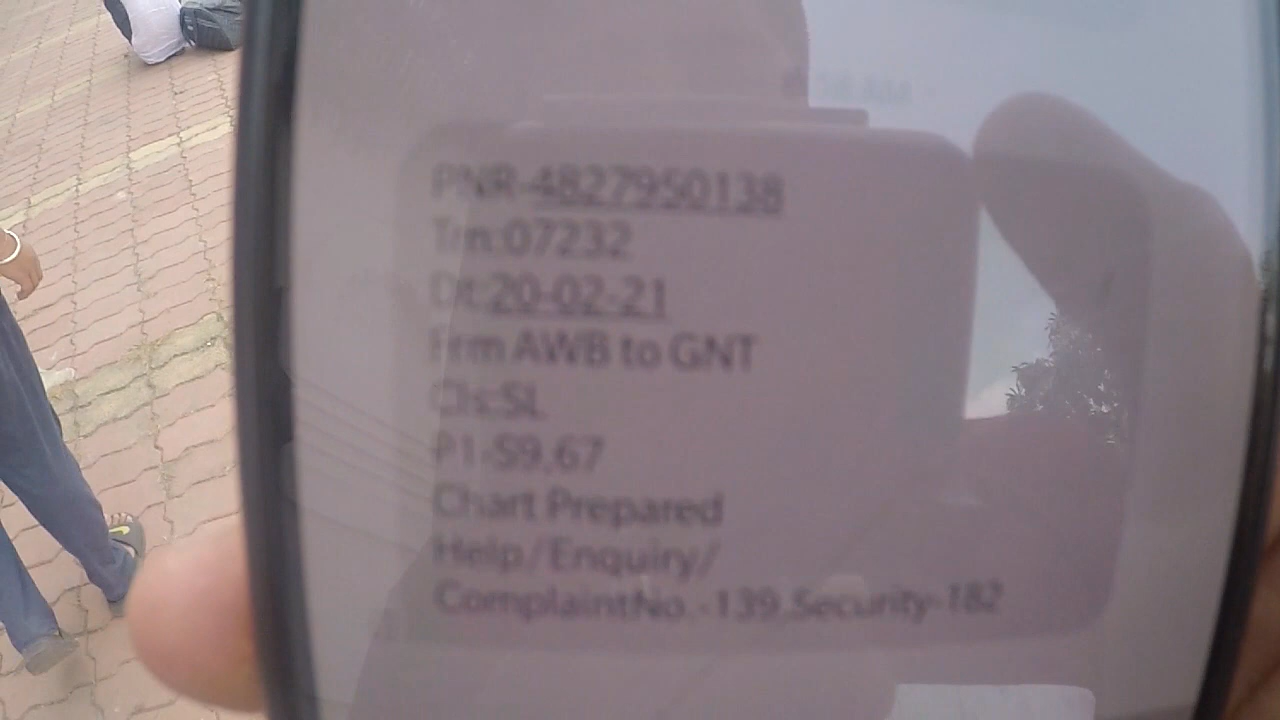 PNR-4827950138
Trn:07232
Dt:20-02-21
Frm AWB to GNT
Cls:SL
P1-S9,67
Chart Prepared
Help/Enquiry/
ComplaintNo.-139,Security-182